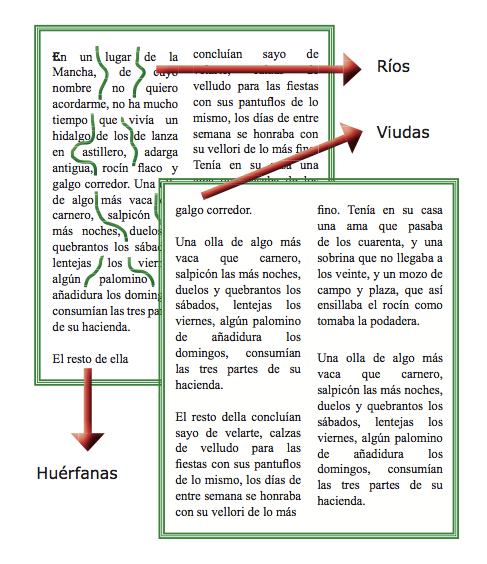 En un lugar de la
Mancha, de cuyo
nombre no quiero
acordarme, no ha mucho
tiempo que vivía un
hidalgo de los de lanza
en astillero, adarga
antigua, rocín flaco y
galgo corredor. Una
de algo más vaca
carnero, salpicón
más noches, duelos
quebrantos los
lentejas los
algún palomino
añadidura los
consumían las tres
de su hacienda.
El resto de ella
concluían sayo de
velarte, calzas de
velludo para las fiestas
con sus pantuflos de lo
mismo, los días de entre
semana se honraba con
su vellori de lo más
Tenía en su casa una
Ríos
Viudas
Huérfanas
galgo corredor.
Una olla de algo más
vaca que carnero,
salpicón las más noches,
duelos y quebrantos los
sábados, lentejas los
viernes, algún palomino
de añadidura los
domingos, consumían
las tres partes de su
hacienda.
El resto della concluían
sayo de velarte, calzas
de velludo para las
fiestas con sus pantuflos
de lo mismo, los días de
entre semana se honraba
con su vellori de lo más
fino. Tenía en su casa
una ama que pasaba
de los cuarenta, y una
sobrina que no llegaba a
los veinte, y un mozo de
campo y plaza, que así
ensillaba el rocín como
tomaba la podadera.
Una olla de algo más
vaca que carnero,
salpicón las más noches,
duelos y quebrantos los
sábados, lentejas los
viernes, algún palomino
de añadidura los
domingos, consumían
las tres partes de su
hacienda.